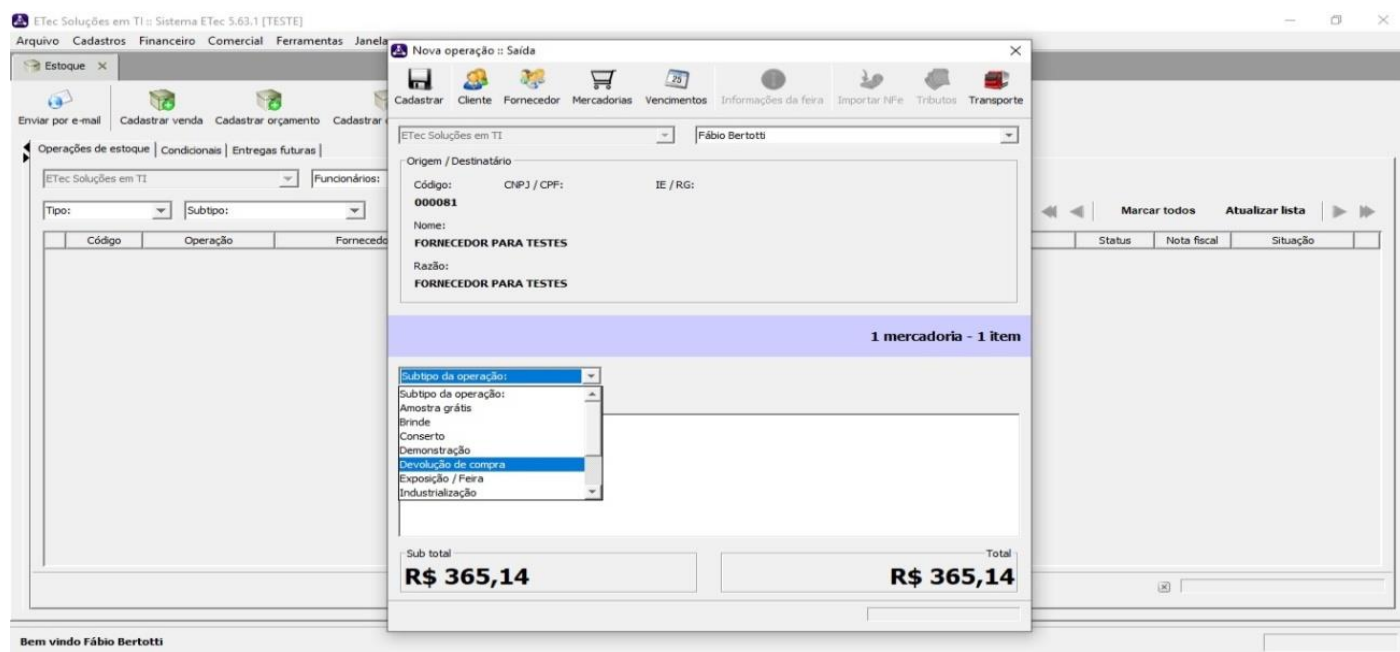 ETec Soluções em TI :: Sistema ETec 5.63.1 [TESTE]
Arquivo Cadastros Financeiro Comercial Ferramentas Janela
Estoque
Enviar por e-mail Cadastrar venda Cadastrar orçamento Cadastrar
Operações de estoque Condicionais Entregas futuras
ETec Soluções em TI Funcionários:
Tipo: Subtipo:
Marcar todos Atualizar lista
Código Operação Fornecedo
Status Nota fiscal Situação
Nova operação :: Saída
Cadastrar Cliente Fornecedor Mercadorias Vencimentos Informações da feira Importar NFe Tributos Transporte
25
ETec Soluções em TI Fábio Bertotti
Origem / Destinatário
Código: CNPJ / CPF: IE / RG:
000081
Nome:
FORNECEDOR PARA TESTES
Razão:
FORNECEDOR PARA TESTES
1 mercadoria - 1 item
Subtipo da operação:
Subtipo da operação:
Amostra grátis
Brinde
Conserto
Demonstração
Devolução de compra
Exposição / Feira
Industrialização
Sub total Total
R$ 365,14 R$ 365,14
Bem vindo Fábio Bertotti